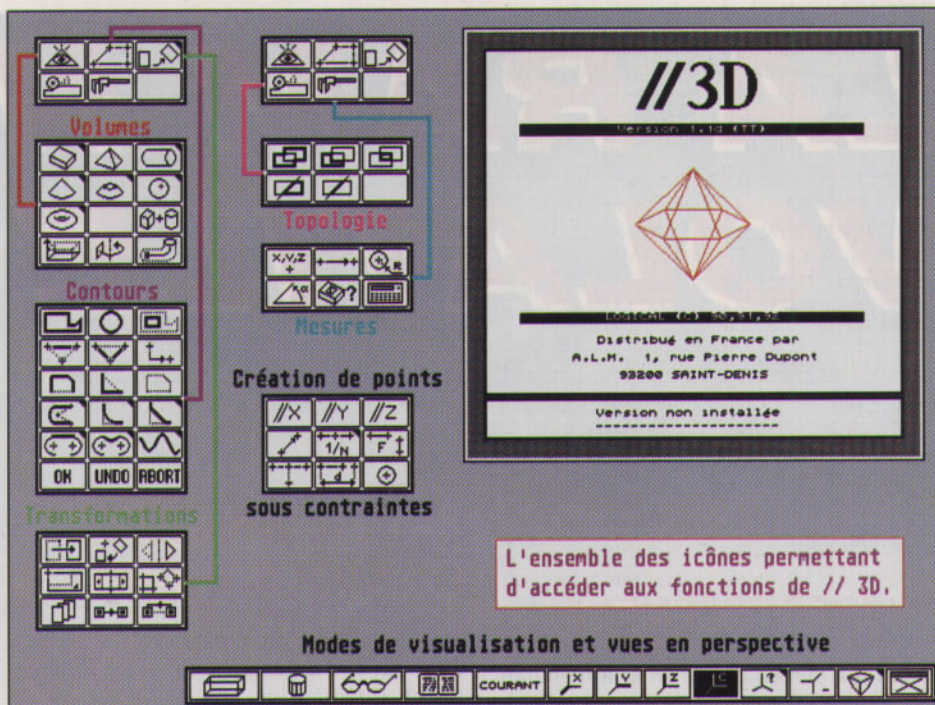 Volumes
Contours
OK UNDO ABORT
Transformations
Topologie
X,Y,Z
R
α
?
Mesures
Création de points
//X //Y //Z
1/N F
d
sous contraintes
//3D
Version 1.1d (TT)
LOGICAL (C) 90,91,92
Distribué en France par
A.L.M. 1, rue Pierre Dupont
93200 SAINT-DENIS
Version non installée
L'ensemble des icônes permettant
d'accéder aux fonctions de // 3D.
Modes de visualisation et vues en perspective
COURANT X Y Z C ?